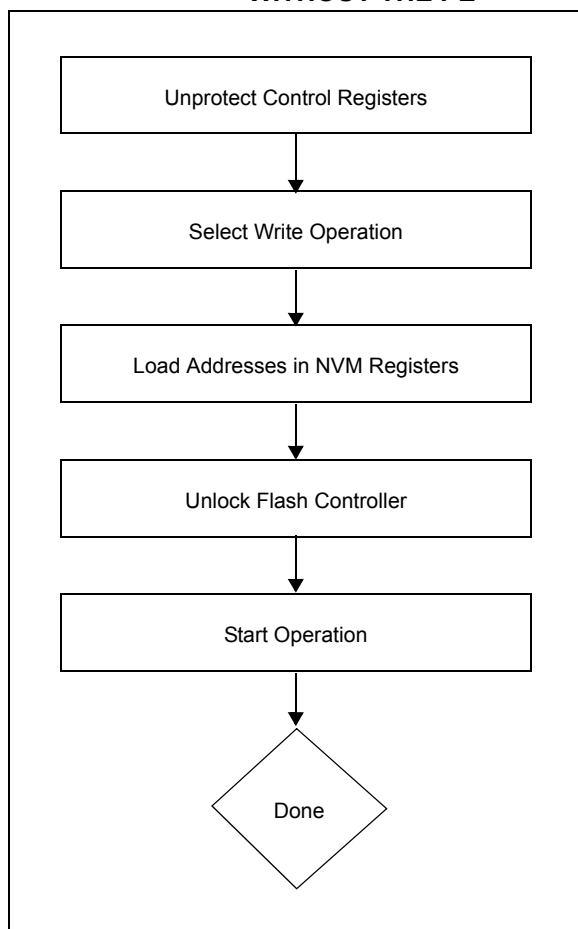 Unprotect Control Registers
Select Write Operation
Load Addresses in NVM Registers
Unlock Flash Controller
Start Operation
Done